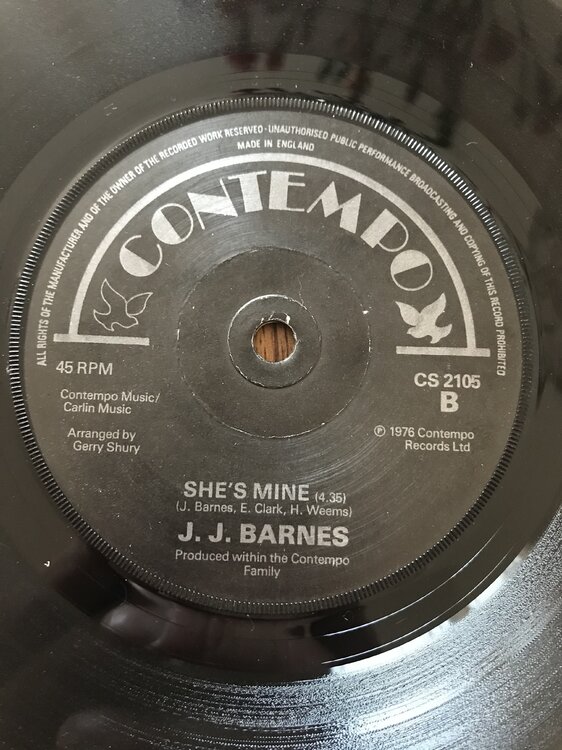 ALL RIGHTS OF THE MANUFACTURER AND OF THE OWNER OF THE RECORDED WORK RESERVED · UNAUTHORISED PUBLIC PERFORMANCE BROADCASTING AND COPYING OF THIS RECORD PROHIBITED
MADE IN ENGLAND
CONTEMPO
45 RPM
Contempo Music/
Carlin Music
Arranged by
Gerry Shury
CS 2105
B
℗ 1976 Contempo
Records Ltd
SHE'S MINE (4.35)
(J. Barnes, E. Clark, H. Weems)
J. J. BARNES
Produced within the Contempo
Family